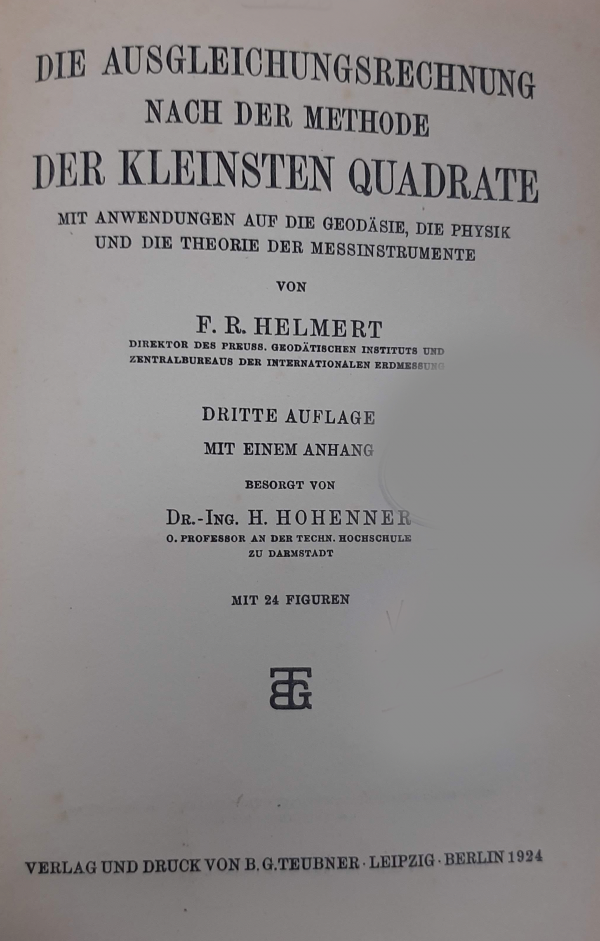 DIE AUSGLEICHUNGSRECHNUNG
NACH DER METHODE
DER KLEINSTEN QUADRATE
MIT ANWENDUNGEN AUF DIE GEODÄSIE, DIE PHYSIK
UND DIE THEORIE DER MESSINSTRUMENTE
VON
F. R. HELMERT
DIREKTOR DES PREUSS. GEODÄTISCHEN INSTITUTS UND
ZENTRALBUREAUS DER INTERNATIONALEN ERDMESSUNG
DRITTE AUFLAGE
MIT EINEM ANHANG
BESORGT VON
DR.-ING. H. HOHENNER
O. PROFESSOR AN DER TECHN. HOCHSCHULE
ZU DARMSTADT
MIT 24 FIGUREN
BTG
VERLAG UND DRUCK VON B. G. TEUBNER · LEIPZIG · BERLIN 1924